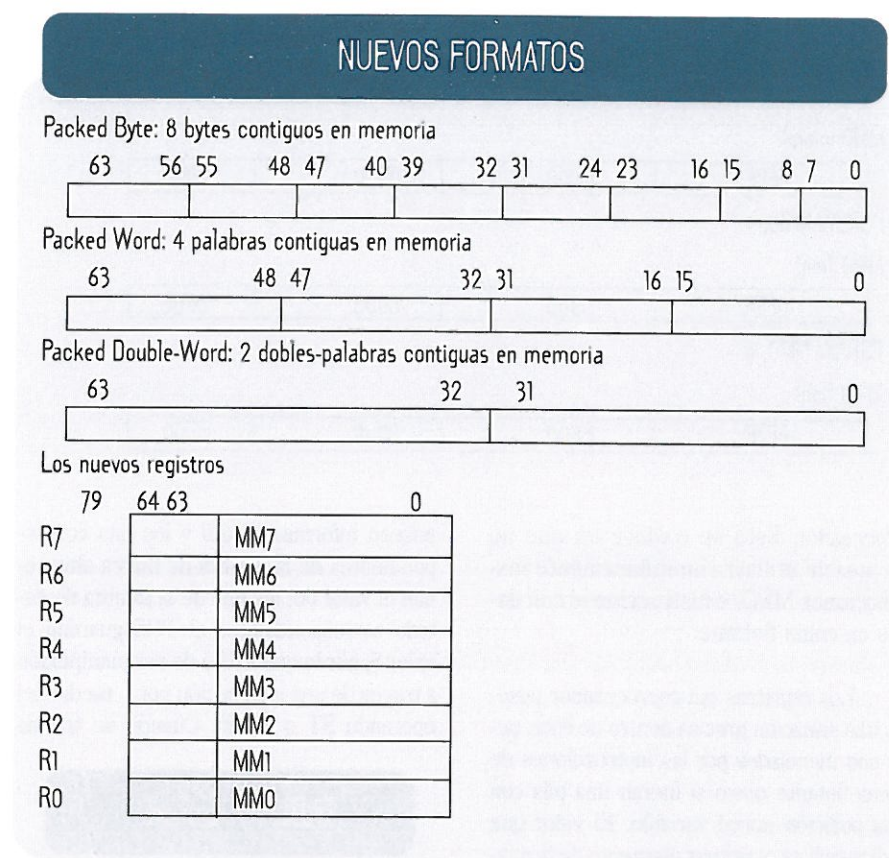 NUEVOS FORMATOS
Packed Byte: 8 bytes contiguos en memoria
63 56 55 48 47 40 39 32 31 24 23 16 15 8 7 0
Packed Word: 4 palabras contiguas en memoria
63 48 47 32 31 16 15 0
Packed Double-Word: 2 dobles-palabras contiguas en memoria
63 32 31 0
Los nuevos registros
79 64 63 0
R7 MM7
R6 MM6
R5 MM5
R4 MM4
R3 MM3
R2 MM2
R1 MM1
R0 MM0